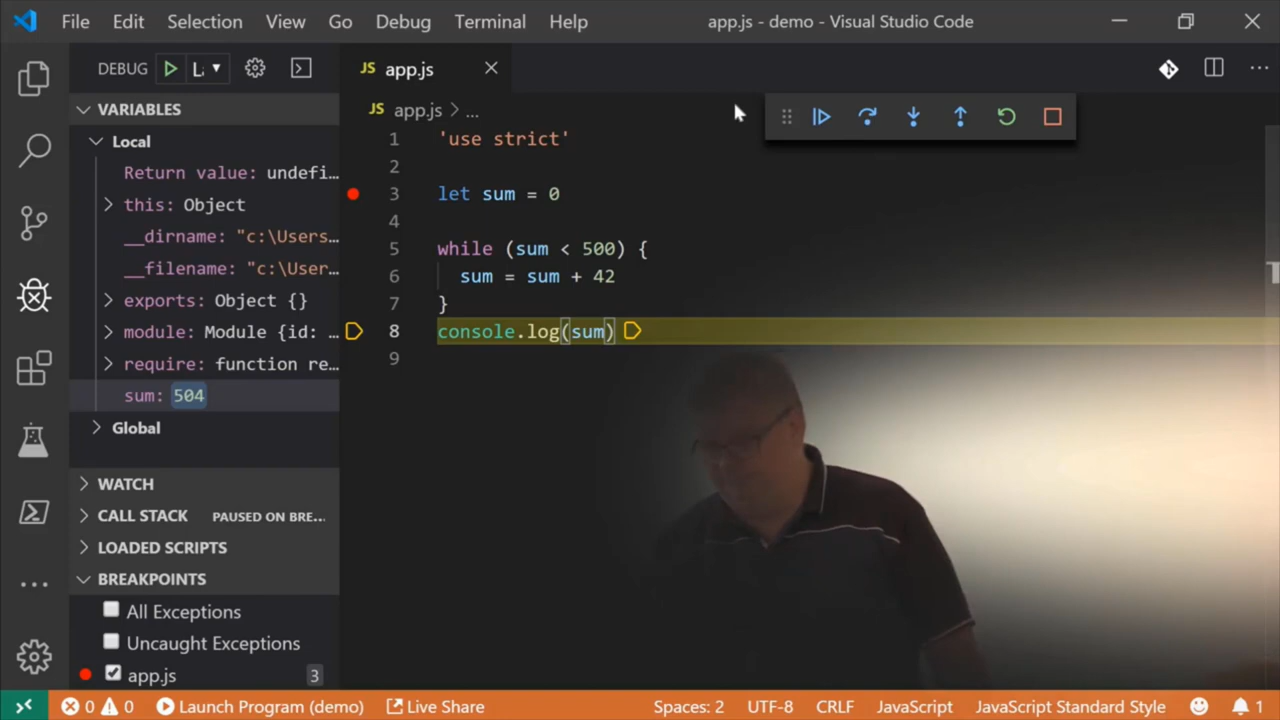 File Edit Selection View Go Debug Terminal Help app.js - demo - Visual Studio Code
DEBUG
JS app.js
JS app.js > ...
VARIABLES
Local
Return value: undefi...
this: Object
__dirname: "c:\Users...
__filename: "c:\User...
exports: Object {}
module: Module {id: ...
require: function re...
sum: 504
Global
WATCH
CALL STACK PAUSED ON BRE...
LOADED SCRIPTS
BREAKPOINTS
All Exceptions
Uncaught Exceptions
app.js 3
1 'use strict'
2
3 let sum = 0
4
5 while (sum < 500) {
6 sum = sum + 42
7 }
8 console.log(sum)
9
0 0 Launch Program (demo) Live Share Spaces: 2 UTF-8 CRLF JavaScript JavaScript Standard Style 1